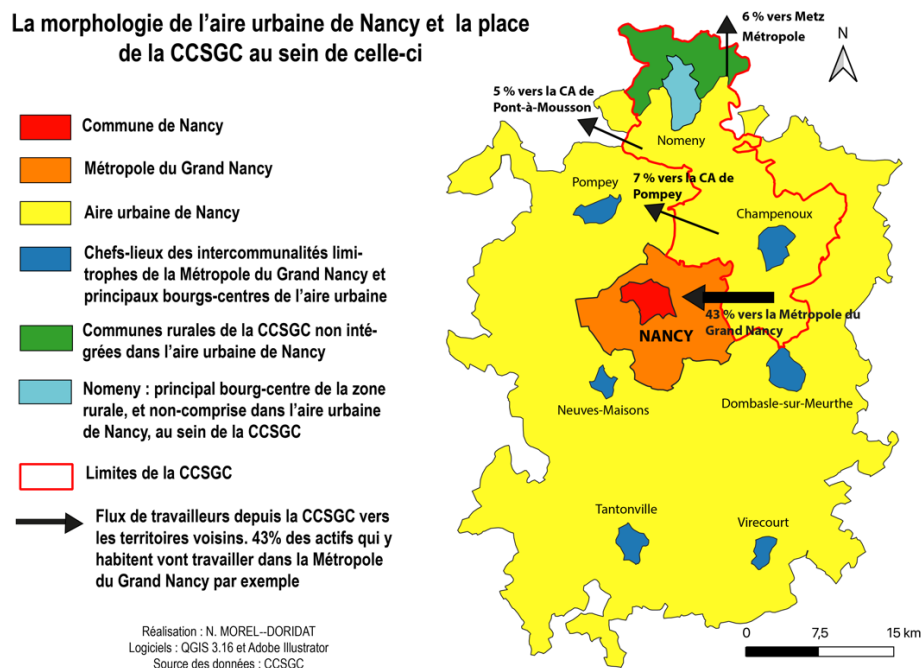 La morphologie de l'aire urbaine de Nancy et  la place
de la CCSGC au sein de celle-ci
Commune de Nancy
Métropole du Grand Nancy
Aire urbaine de Nancy
Chefs-lieux des intercommunalités limi-
trophes de la Métropole du Grand Nancy et
principaux bourgs-centres de l'aire urbaine
Communes rurales de la CCSGC non inté-
grées dans l'aire urbaine de Nancy
Nomeny : principal bourg-centre de la zone
rurale, et non-comprise dans l'aire urbaine
de Nancy, au sein de la CCSGC
Limites de la CCSGC
Flux de travailleurs depuis la CCSGC vers
les territoires voisins. 43% des actifs qui y
habitent vont travailler dans la Métropole
du Grand Nancy par exemple
Réalisation : N. MOREL--DORIDAT
Logiciels : QGIS 3.16 et Adobe Illustrator
Source des données : CCSGC
6 % vers Metz
Métropole
N
5 % vers la CA de
Pont-à-Mousson
Nomeny
Pompey
7 % vers la CA de
Pompey
Champenoux
43 % vers la Métropole du
Grand Nancy
NANCY
Neuves-Maisons
Dombasle-sur-Meurthe
Tantonville
Virecourt
0 7,5 15 km